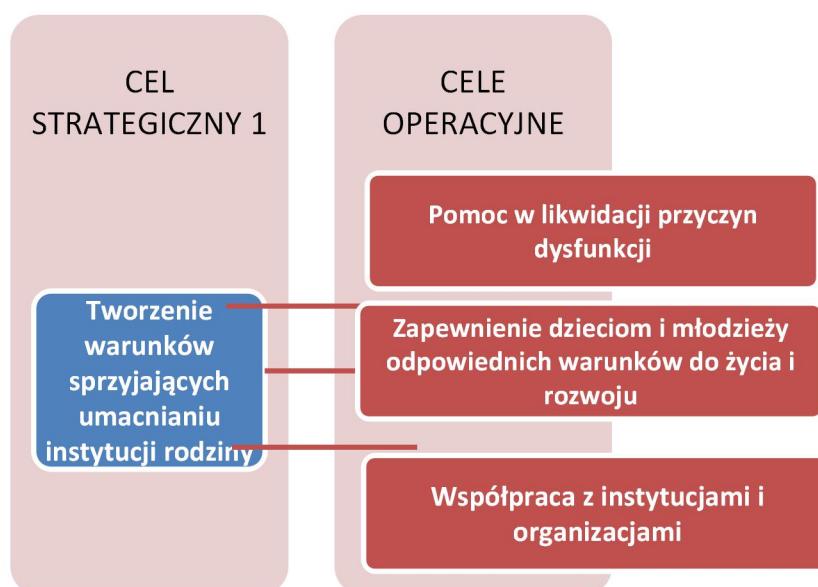 CEL
STRATEGICZNY 1
CELE
OPERACYJNE
Tworzenie
warunków
sprzyjających
umacnianiu
instytucji rodziny
Pomoc w likwidacji przyczyn
dysfunkcji
Zapewnienie dzieciom i młodzieży
odpowiednich warunków do życia i
rozwoju
Współpraca z instytucjami i
organizacjami